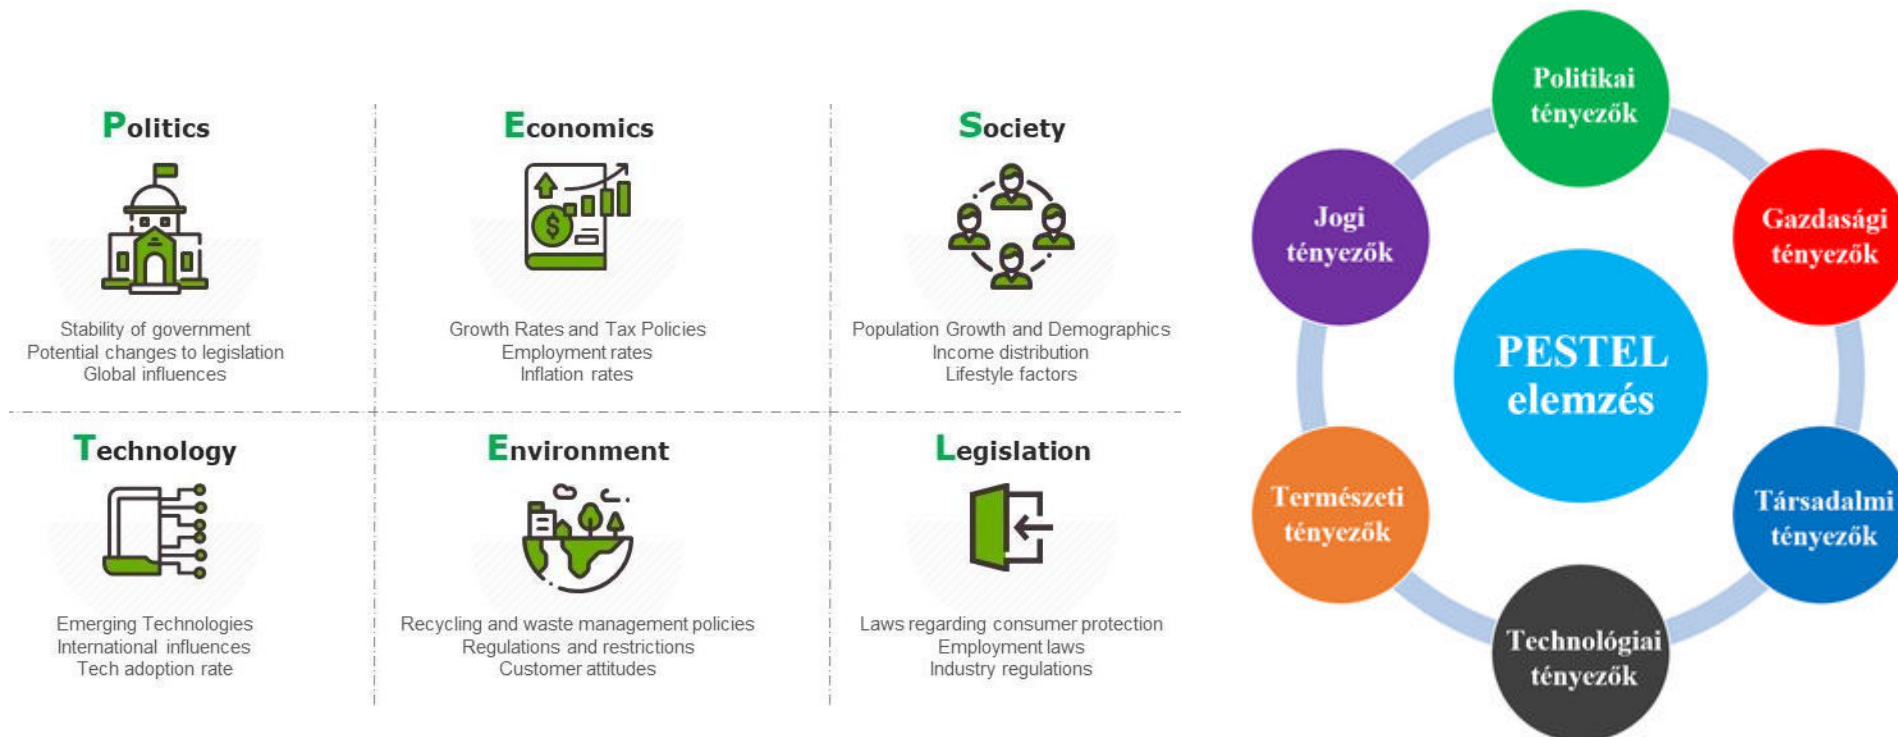 Politics
Stability of government
Potential changes to legislation
Global influences
Economics
$
Growth Rates and Tax Policies
Employment rates
Inflation rates
Society
Population Growth and Demographics
Income distribution
Lifestyle factors
Technology
Emerging Technologies
International influences
Tech adoption rate
Environment
Recycling and waste management policies
Regulations and restrictions
Customer attitudes
Legislation
Laws regarding consumer protection
Employment laws
Industry regulations
Politikai
tényezők
Gazdasági
tényezők
Társadalmi
tényezők
Technológiai
tényezők
Természeti
tényezők
Jogi
tényezők
PESTEL
elemzés